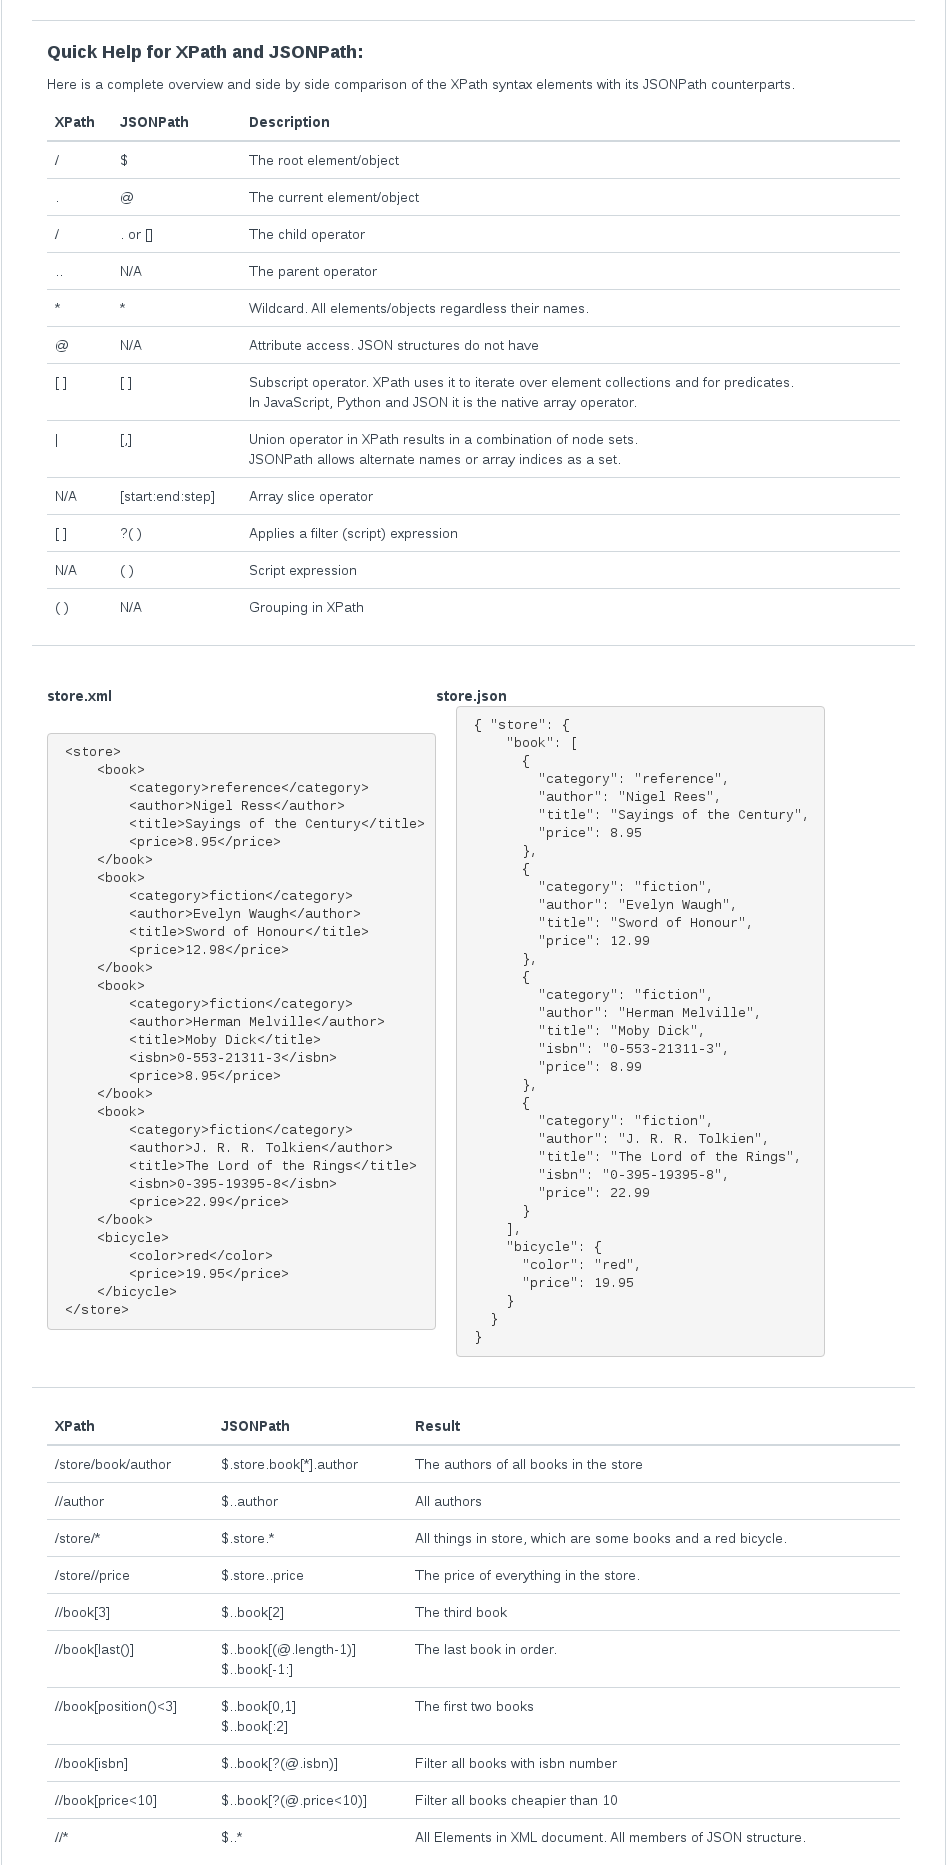 Quick Help for XPath and JSONPath:
Here is a complete overview and side by side comparison of the XPath syntax elements with its JSONPath counterparts.
XPath JSONPath Description
/ $ The root element/object
. @ The current element/object
/ . or [] The child operator
.. N/A The parent operator
* * Wildcard. All elements/objects regardless their names.
@ N/A Attribute access. JSON structures do not have
[ ] [ ] Subscript operator. XPath uses it to iterate over element collections and for predicates.
In JavaScript, Python and JSON it is the native array operator.
| [,] Union operator in XPath results in a combination of node sets.
JSONPath allows alternate names or array indices as a set.
N/A [start:end:step] Array slice operator
[ ] ?( ) Applies a filter (script) expression
N/A ( ) Script expression
( ) N/A Grouping in XPath
store.xml
<store>
    <book>
        <category>reference</category>
        <author>Nigel Ress</author>
        <title>Sayings of the Century</title>
        <price>8.95</price>
    </book>
    <book>
        <category>fiction</category>
        <author>Evelyn Waugh</author>
        <title>Sword of Honour</title>
        <price>12.98</price>
    </book>
    <book>
        <category>fiction</category>
        <author>Herman Melville</author>
        <title>Moby Dick</title>
        <isbn>0-553-21311-3</isbn>
        <price>8.95</price>
    </book>
    <book>
        <category>fiction</category>
        <author>J. R. R. Tolkien</author>
        <title>The Lord of the Rings</title>
        <isbn>0-395-19395-8</isbn>
        <price>22.99</price>
    </book>
    <bicycle>
        <color>red</color>
        <price>19.95</price>
    </bicycle>
</store>
store.json
{ "store": {
    "book": [
      {
        "category": "reference",
        "author": "Nigel Rees",
        "title": "Sayings of the Century",
        "price": 8.95
      },
      {
        "category": "fiction",
        "author": "Evelyn Waugh",
        "title": "Sword of Honour",
        "price": 12.99
      },
      {
        "category": "fiction",
        "author": "Herman Melville",
        "title": "Moby Dick",
        "isbn": "0-553-21311-3",
        "price": 8.99
      },
      {
        "category": "fiction",
        "author": "J. R. R. Tolkien",
        "title": "The Lord of the Rings",
        "isbn": "0-395-19395-8",
        "price": 22.99
      }
    ],
    "bicycle": {
      "color": "red",
      "price": 19.95
    }
  }
}
XPath JSONPath Result
/store/book/author $.store.book[*].author The authors of all books in the store
//author $..author All authors
/store/* $.store.* All things in store, which are some books and a red bicycle.
/store//price $.store..price The price of everything in the store.
//book[3] $..book[2] The third book
//book[last()] $..book[(@.length-1)] The last book in order.
$..book[-1:]
//book[position()<3] $..book[0,1] The first two books
$..book[:2]
//book[isbn] $..book[?(@.isbn)] Filter all books with isbn number
//book[price<10] $..book[?(@.price<10)] Filter all books cheapier than 10
//* $..* All Elements in XML document. All members of JSON structure.